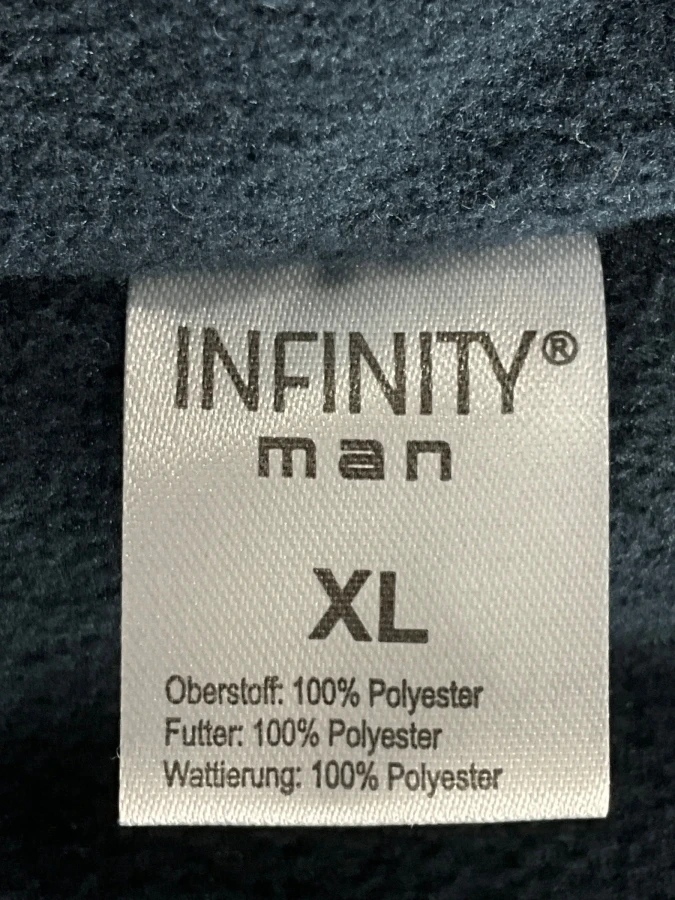 INFINITY®
man
XL
Oberstoff: 100% Polyester
Futter: 100% Polyester
Wattierung: 100% Polyester